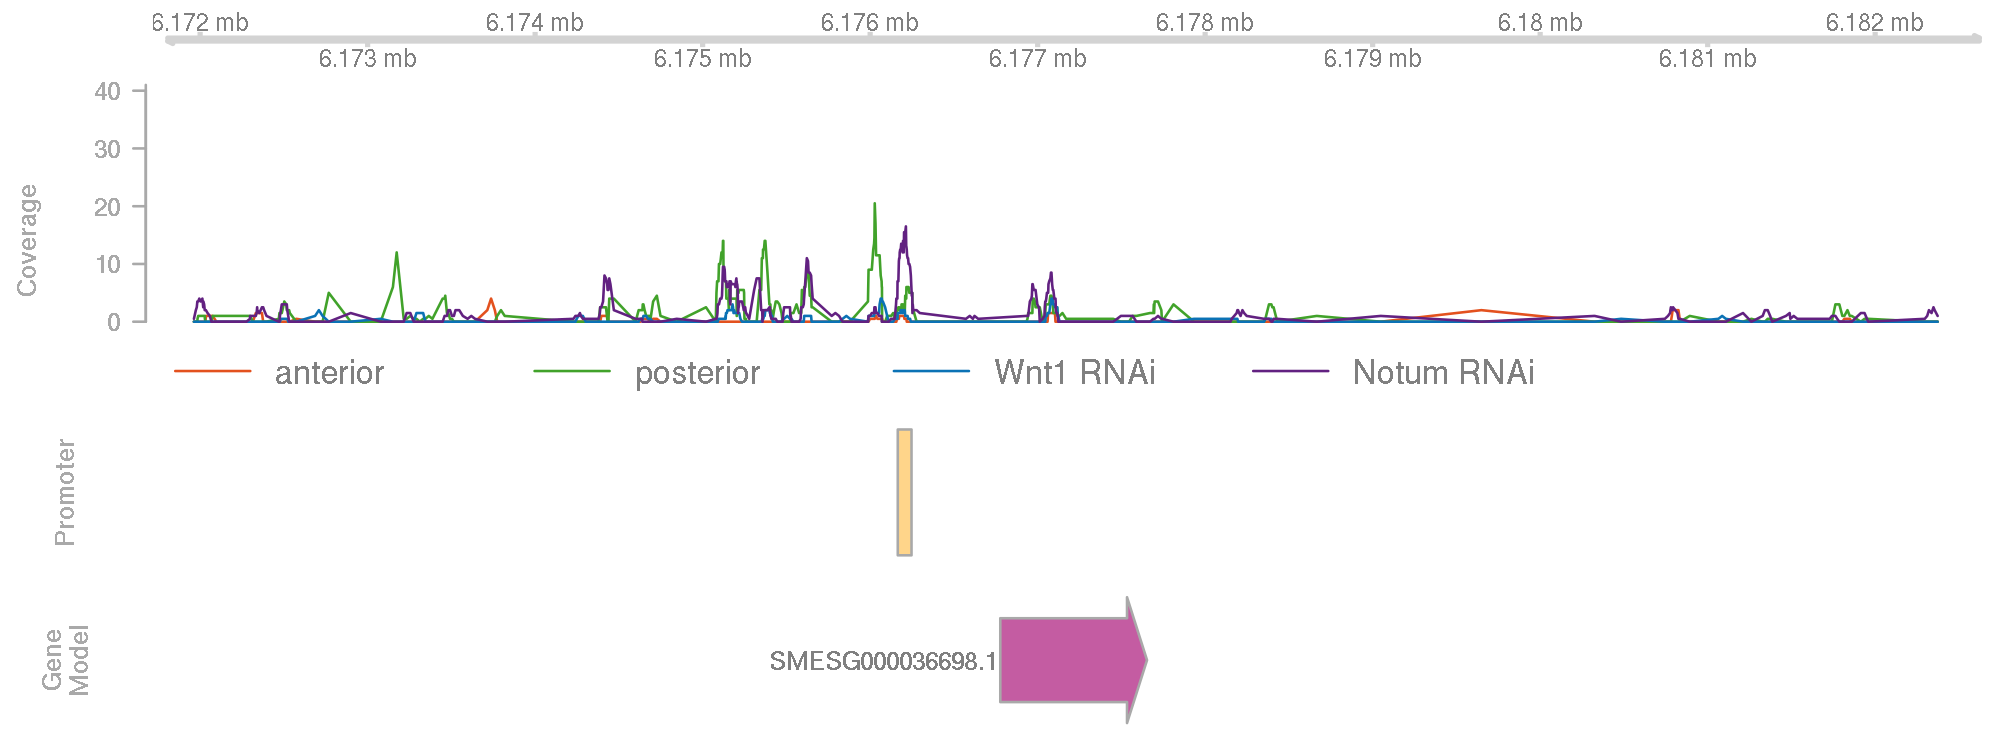 6.172 mb 6.174 mb 6.176 mb 6.178 mb 6.18 mb 6.182 mb
6.173 mb 6.175 mb 6.177 mb 6.179 mb 6.181 mb
Coverage
40
30
20
10
0
anterior posterior Wnt1 RNAi Notum RNAi
Promoter
Gene
Model
SMESG000036698.1